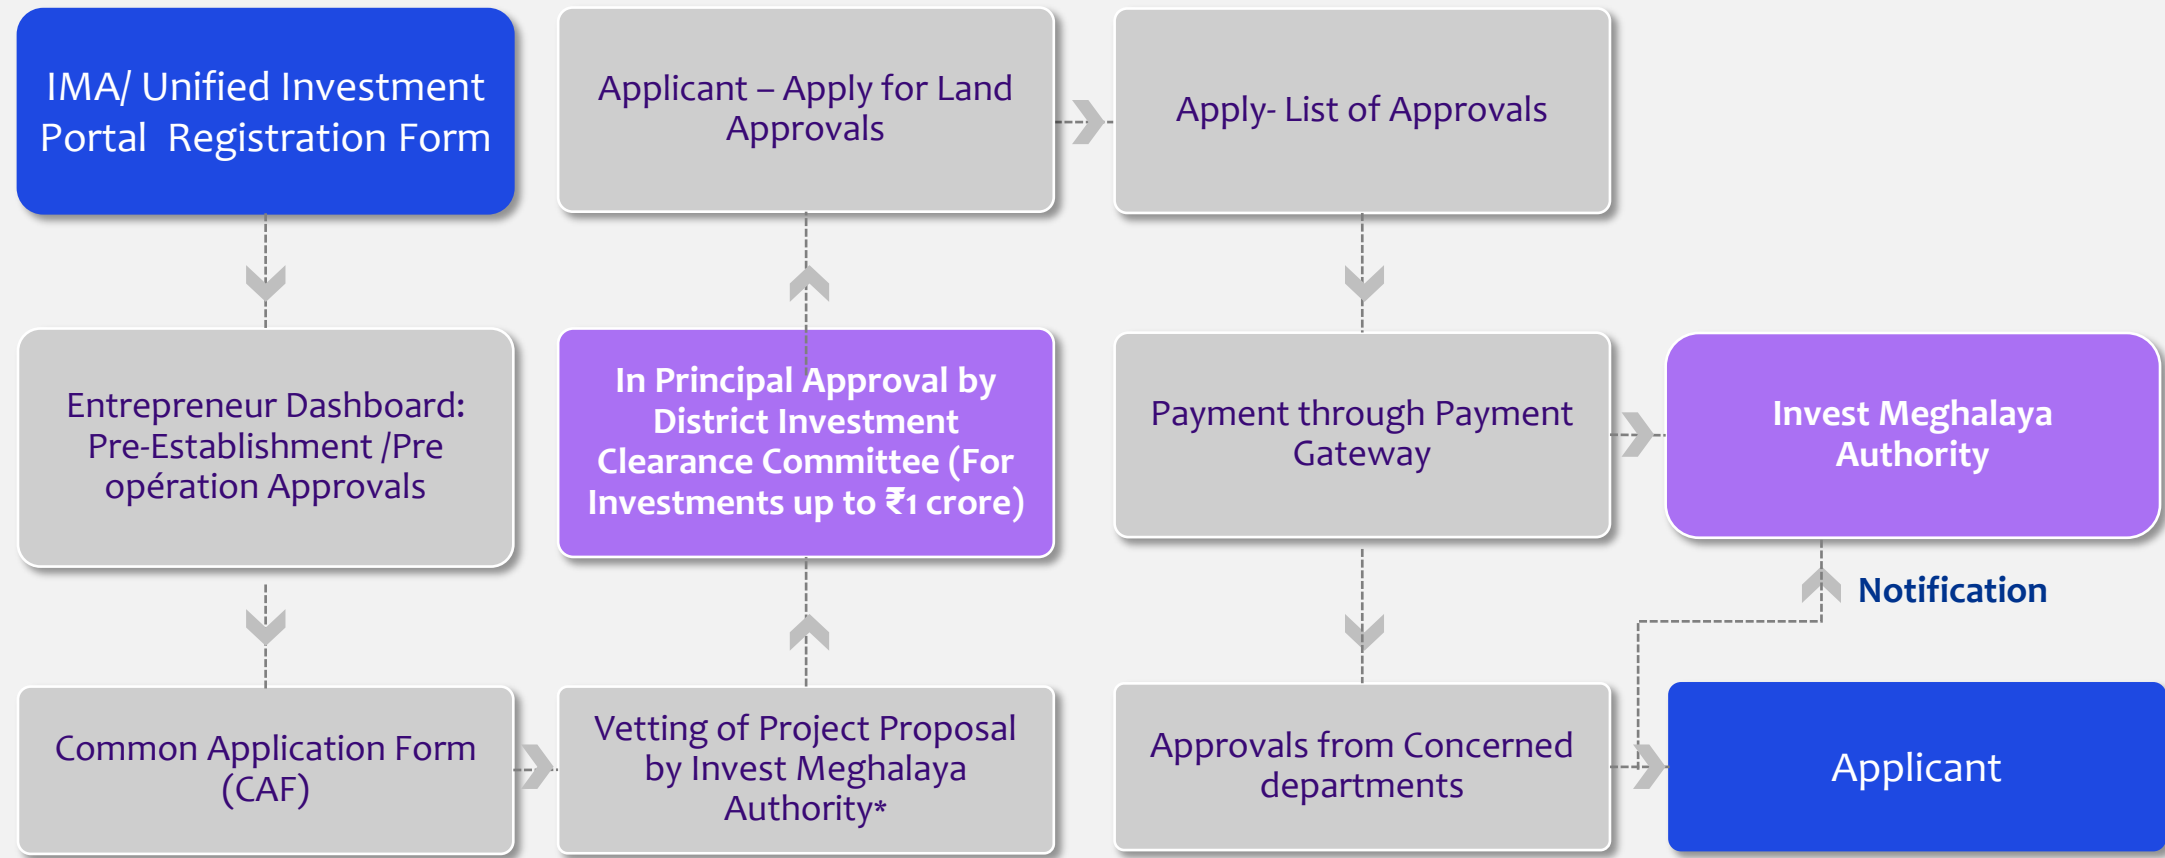 IMA/ Unified Investment
Portal Registration Form
Entrepreneur Dashboard:
Pre-Establishment /Pre
opération Approvals
Common Application Form
(CAF)
Vetting of Project Proposal
by Invest Meghalaya
Authority*
In Principal Approval by
District Investment
Clearance Committee (For
Investments up to ₹1 crore)
Applicant – Apply for Land
Approvals
Apply- List of Approvals
Payment through Payment
Gateway
Invest Meghalaya
Authority
Approvals from Concerned
departments
Notification
Applicant